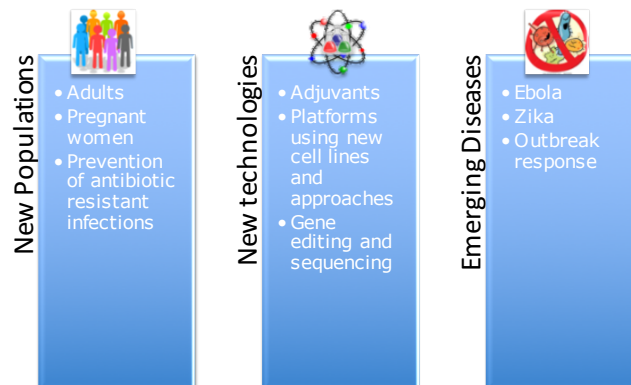 New Populations
• Adults
• Pregnant
women
• Prevention
of antibiotic
resistant
infections
New technologies
• Adjuvants
• Platforms
using new
cell lines
and
approaches
• Gene
editing and
sequencing
Emerging Diseases
• Ebola
• Zika
• Outbreak
response